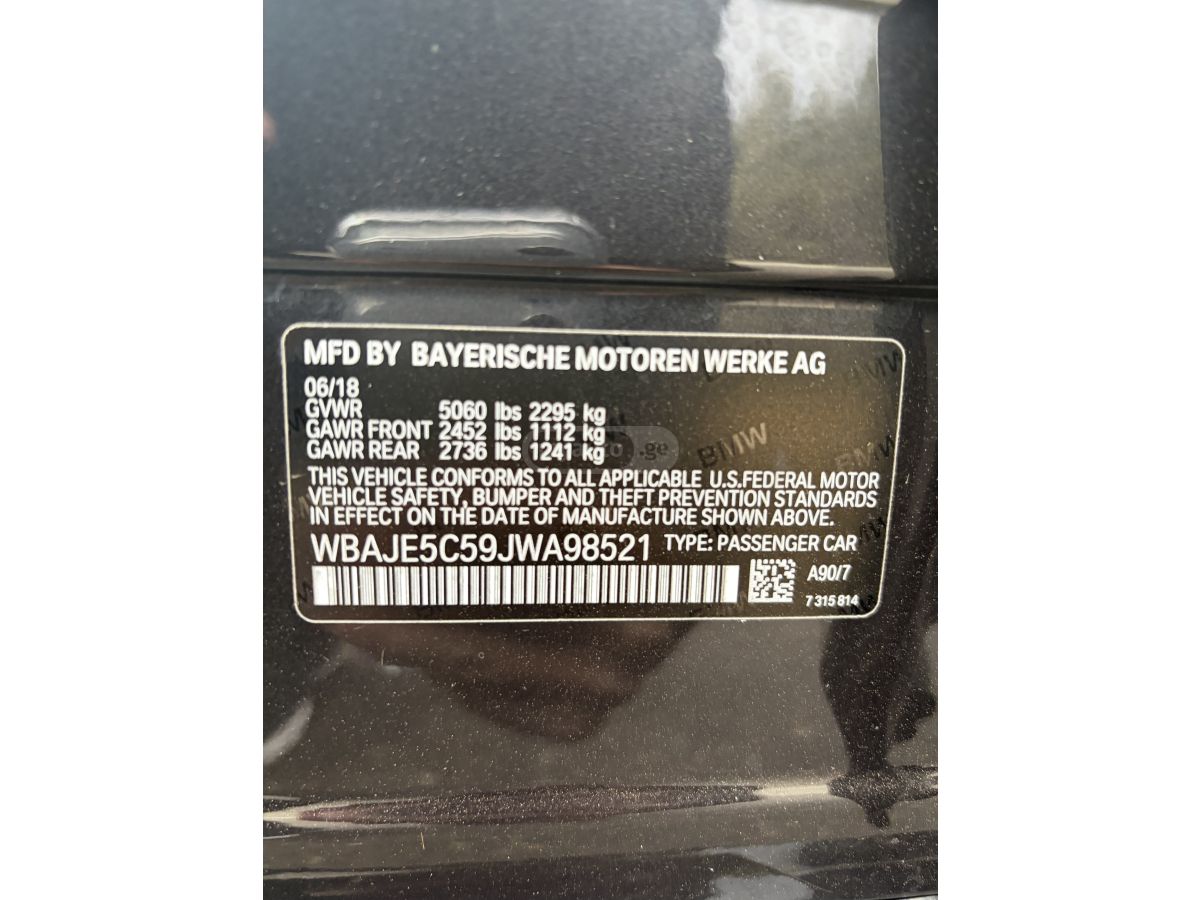 MFD BY BAYERISCHE MOTOREN WERKE AG
06/18
GVWR 5060 lbs 2295 kg
GAWR FRONT 2452 lbs 1112 kg
GAWR REAR 2736 lbs 1241 kg
THIS VEHICLE CONFORMS TO ALL APPLICABLE U.S.FEDERAL MOTOR
VEHICLE SAFETY, BUMPER AND THEFT PREVENTION STANDARDS
IN EFFECT ON THE DATE OF MANUFACTURE SHOWN ABOVE.
WBAJE5C59JWA98521 TYPE: PASSENGER CAR
A90/7
7 315 814
BMW
BMW
BMW